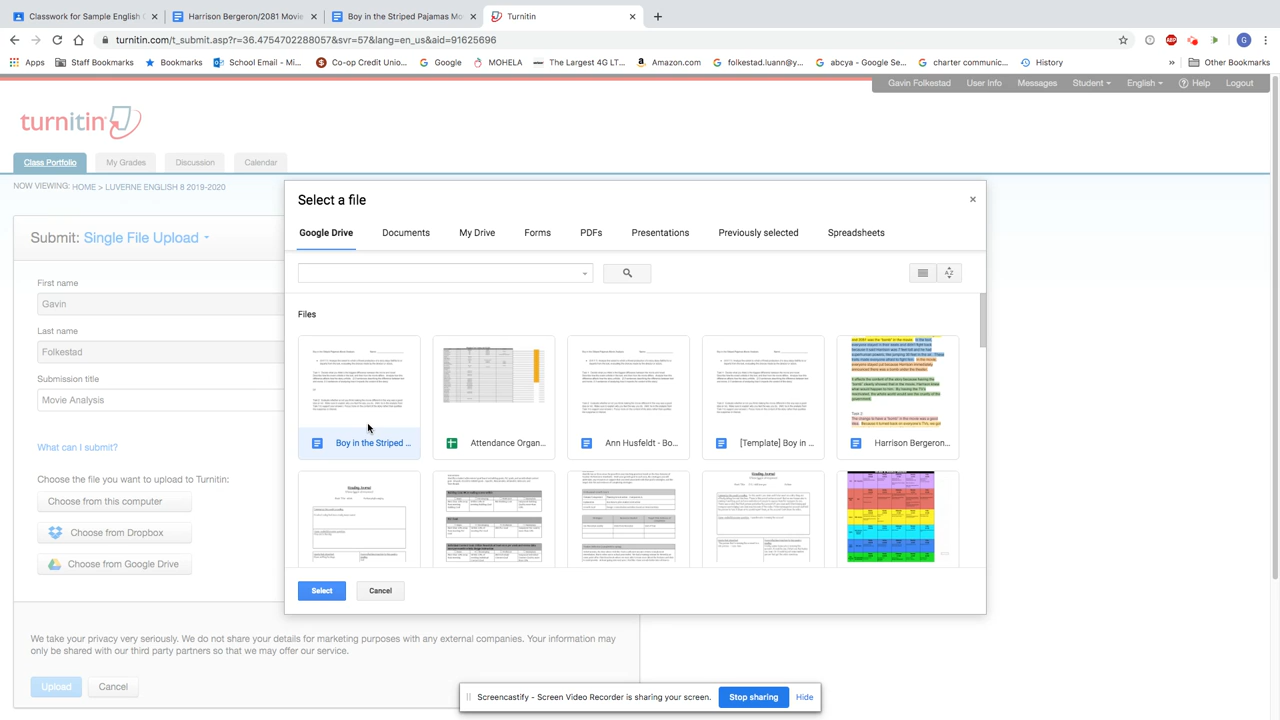 Classwork for Sample English
Harrison Bergeron/2081 Movie
Boy in the Striped Pajamas Mo
Turnitin
turnitin.com/t_submit.asp?r=36.4754702288057&svr=57&lang=en_us&aid=91625696
Apps Staff Bookmarks Bookmarks School Email - Mi... Co-op Credit Unio... Google MOHELA The Largest 4G LT... Amazon.com folkestad.luann@y... abcya - Google Se... charter communic... History » Other Bookmarks
Gavin Folkestad User Info Messages Student English Help Logout
turnitin
Class Portfolio My Grades Discussion Calendar
NOW VIEWING: HOME > LUVERNE ENGLISH 8 2019-2020
Submit: Single File Upload
First name
Gavin
Last name
Folkestad
Submission title
Movie Analysis
What can I submit?
Choose the file you want to upload to Turnitin:
Choose from this computer
Choose from Dropbox
Choose from Google Drive
We take your privacy very seriously. We do not share your details for marketing purposes with any external companies. Your information may
only be shared with our third party partners so that we may offer our service.
Upload Cancel
Select a file
Google Drive Documents My Drive Forms PDFs Presentations Previously selected Spreadsheets
Files
Boy in the Striped ...
Attendance Organ...
Ann Husfeldt - Bo...
[Template] Boy in ...
Harrison Bergeron...
Select Cancel
Screencastify - Screen Video Recorder is sharing your screen. Stop sharing Hide